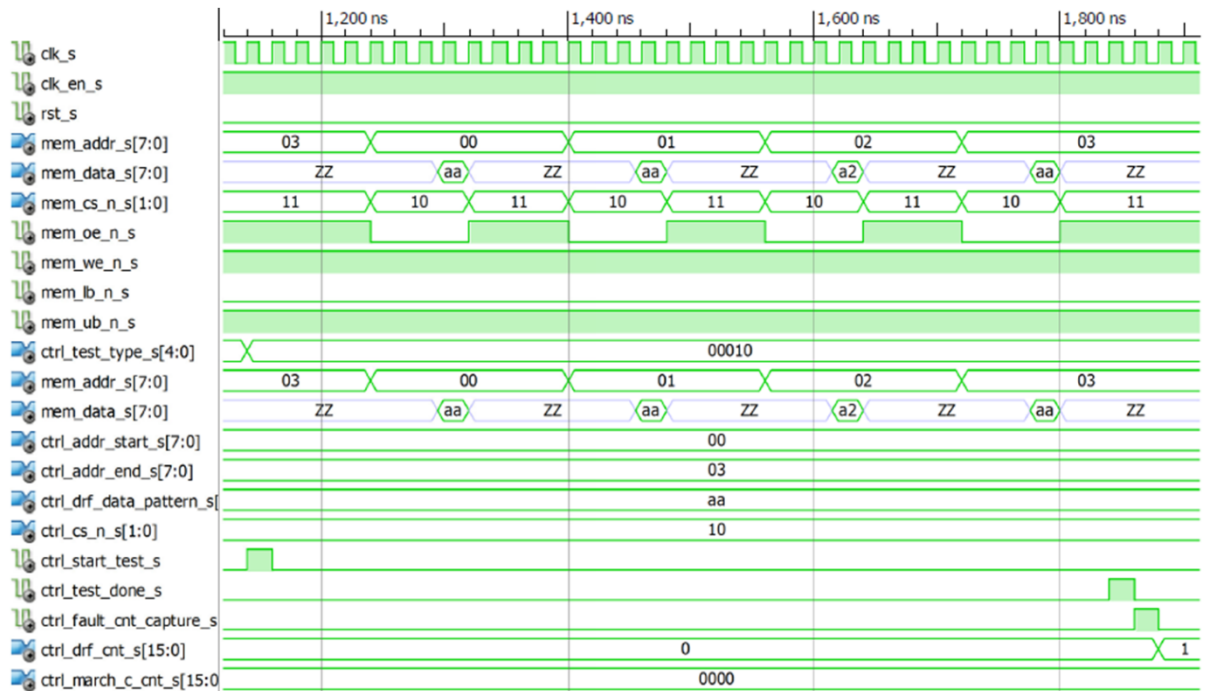 1,200 ns 1,400 ns 1,600 ns 1,800 ns
clk_s
clk_en_s
rst_s
mem_addr_s[7:0] 03 00 01 02 03
mem_data_s[7:0] ZZ aa ZZ aa ZZ a2 ZZ aa ZZ
mem_cs_n_s[1:0] 11 10 11 10 11 10 11 10 11
mem_oe_n_s
mem_we_n_s
mem_lb_n_s
mem_ub_n_s
ctrl_test_type_s[4:0] 00010
mem_addr_s[7:0] 03 00 01 02 03
mem_data_s[7:0] ZZ aa ZZ aa ZZ a2 ZZ aa ZZ
ctrl_addr_start_s[7:0] 00
ctrl_addr_end_s[7:0] 03
ctrl_drf_data_pattern_s[ aa
ctrl_cs_n_s[1:0] 10
ctrl_start_test_s
ctrl_test_done_s
ctrl_fault_cnt_capture_s
ctrl_drf_cnt_s[15:0] 0 1
ctrl_march_c_cnt_s[15:0 0000